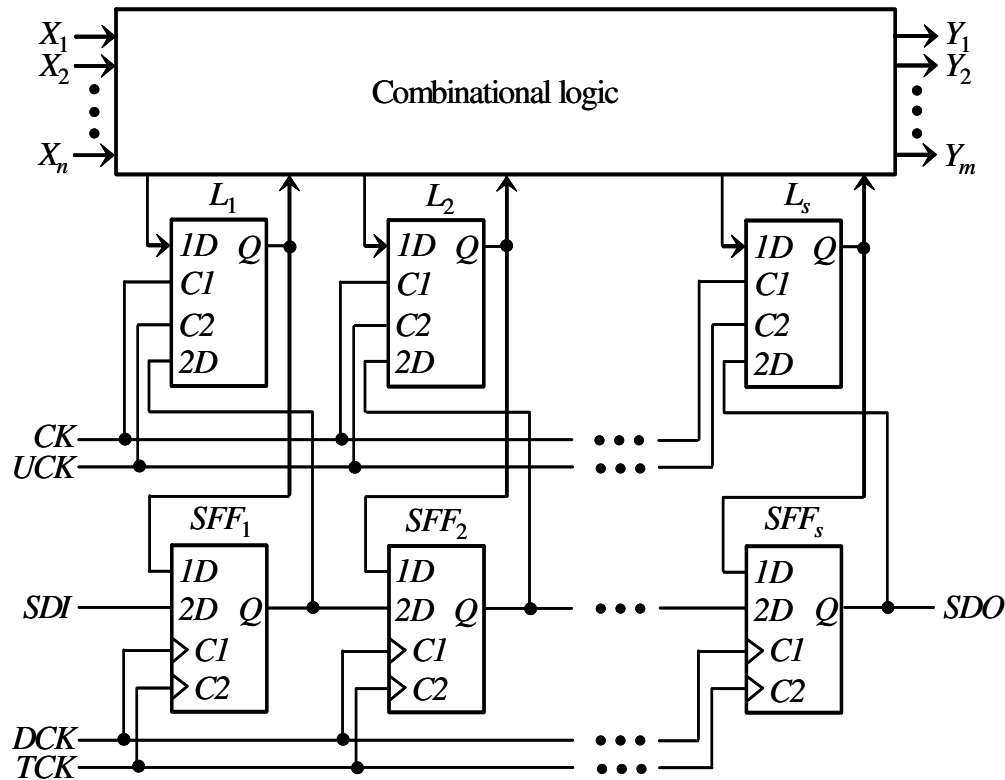 X1 Y1
X2 Y2
Combinational logic
Xn Ym
L1 L2 Ls
1D Q 1D Q 1D Q
C1 C1 C1
C2 C2 C2
2D 2D 2D
CK
UCK
SFF1 SFF2 SFFs
1D 1D 1D
SDI 2D Q 2D Q 2D Q SDO
C1 C1 C1
C2 C2 C2
DCK
TCK